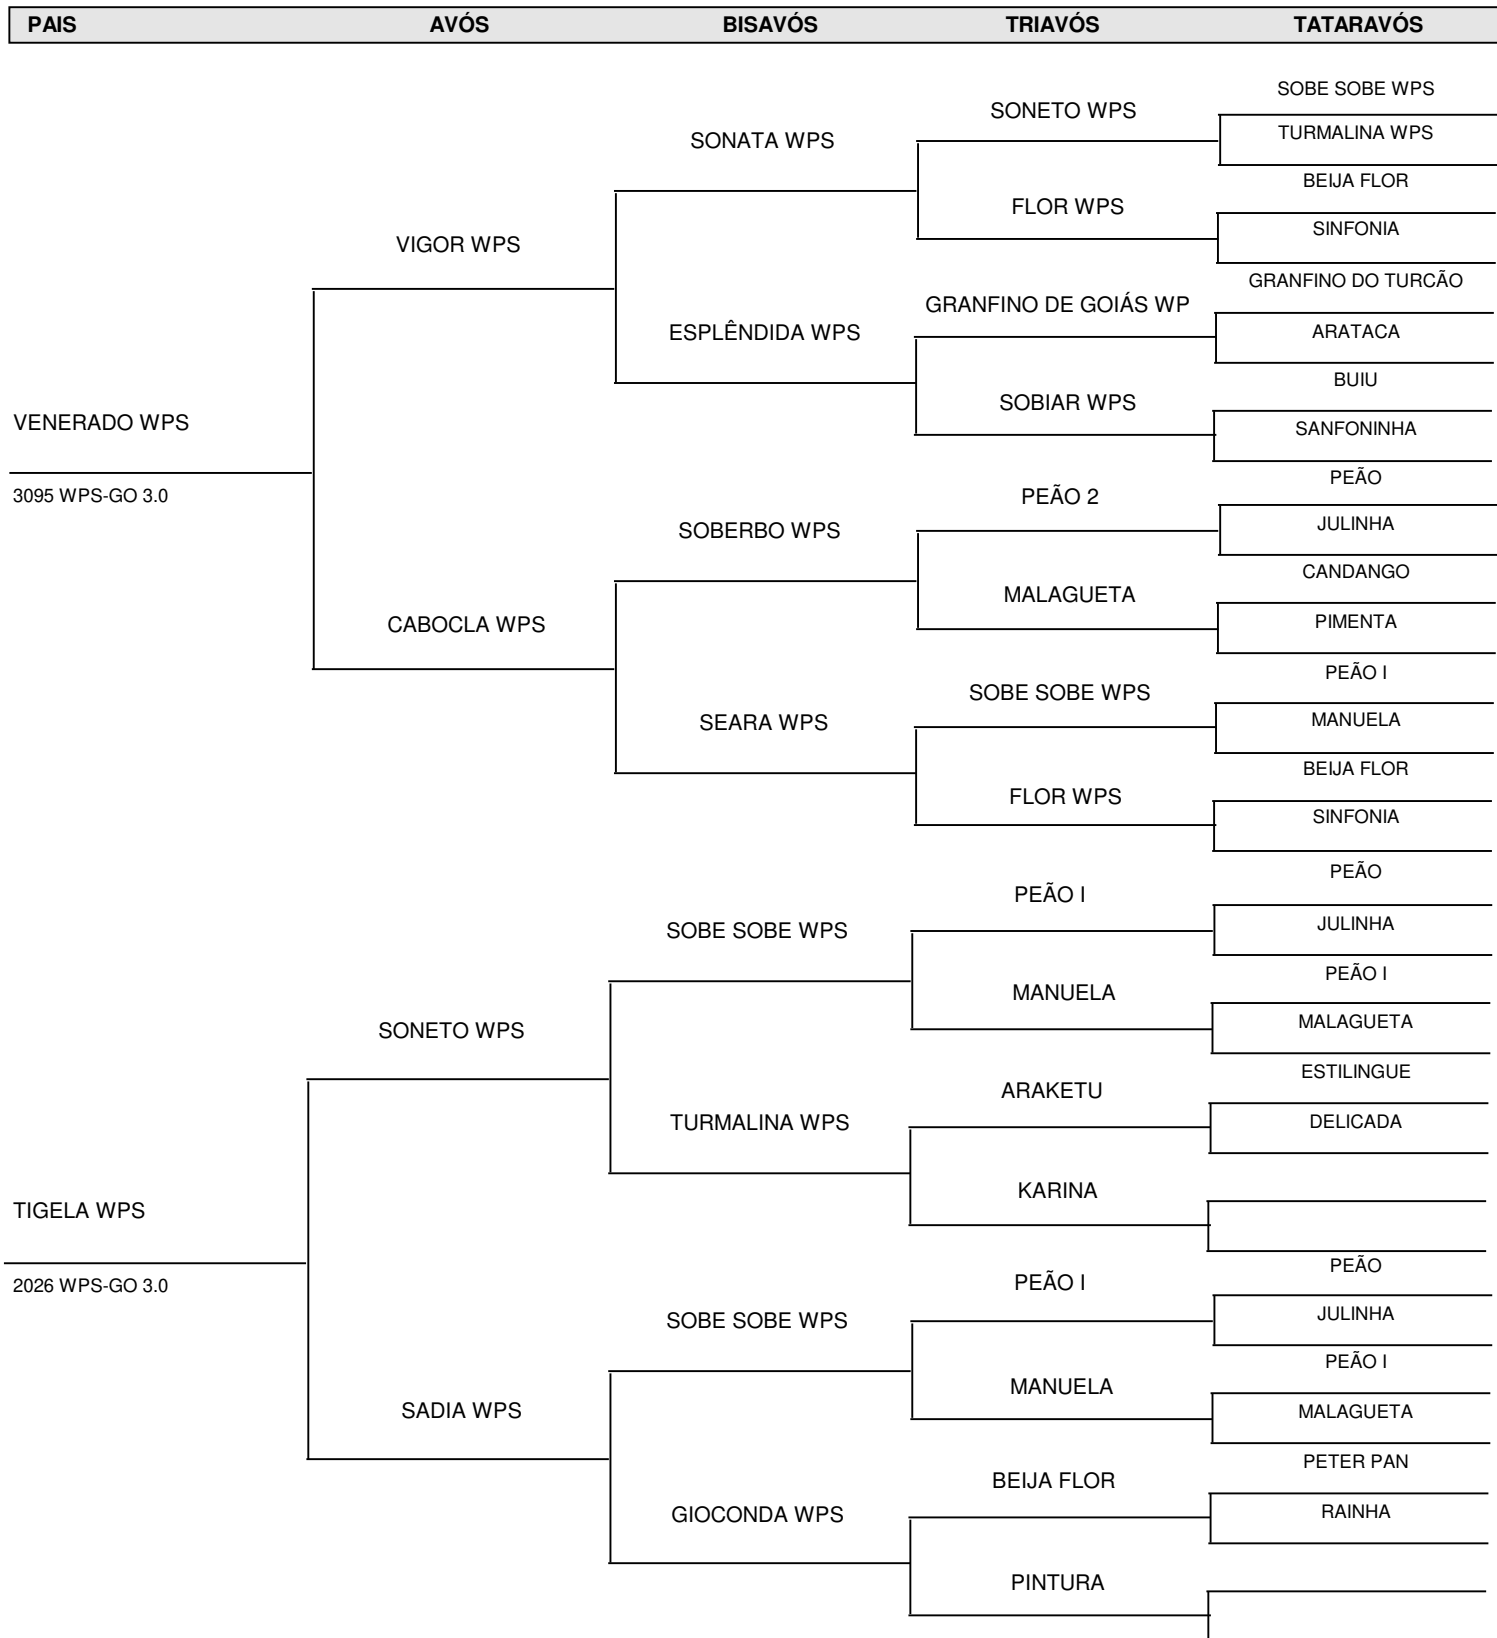 PAIS AVÓS BISAVÓS TRIAVÓS TATARAVÓS
SOBE SOBE WPS
SONETO WPS
TURMALINA WPS
SONATA WPS
BEIJA FLOR
FLOR WPS
SINFONIA
VIGOR WPS
GRANFINO DO TURCÃO
GRANFINO DE GOIÁS WP
ARATACA
ESPLÊNDIDA WPS
BUIU
SOBIAR WPS
VENERADO WPS
SANFONINHA
PEÃO
3095 WPS-GO 3.0
PEÃO 2
JULINHA
SOBERBO WPS
CANDANGO
MALAGUETA
PIMENTA
CABOCLA WPS
PEÃO I
SOBE SOBE WPS
MANUELA
SEARA WPS
BEIJA FLOR
FLOR WPS
SINFONIA
PEÃO
PEÃO I
JULINHA
SOBE SOBE WPS
PEÃO I
MANUELA
MALAGUETA
SONETO WPS
ESTILINGUE
ARAKETU
DELICADA
TURMALINA WPS
KARINA
TIGELA WPS
PEÃO
2026 WPS-GO 3.0
PEÃO I
JULINHA
SOBE SOBE WPS
PEÃO I
MANUELA
MALAGUETA
SADIA WPS
PETER PAN
BEIJA FLOR
RAINHA
GIOCONDA WPS
PINTURA